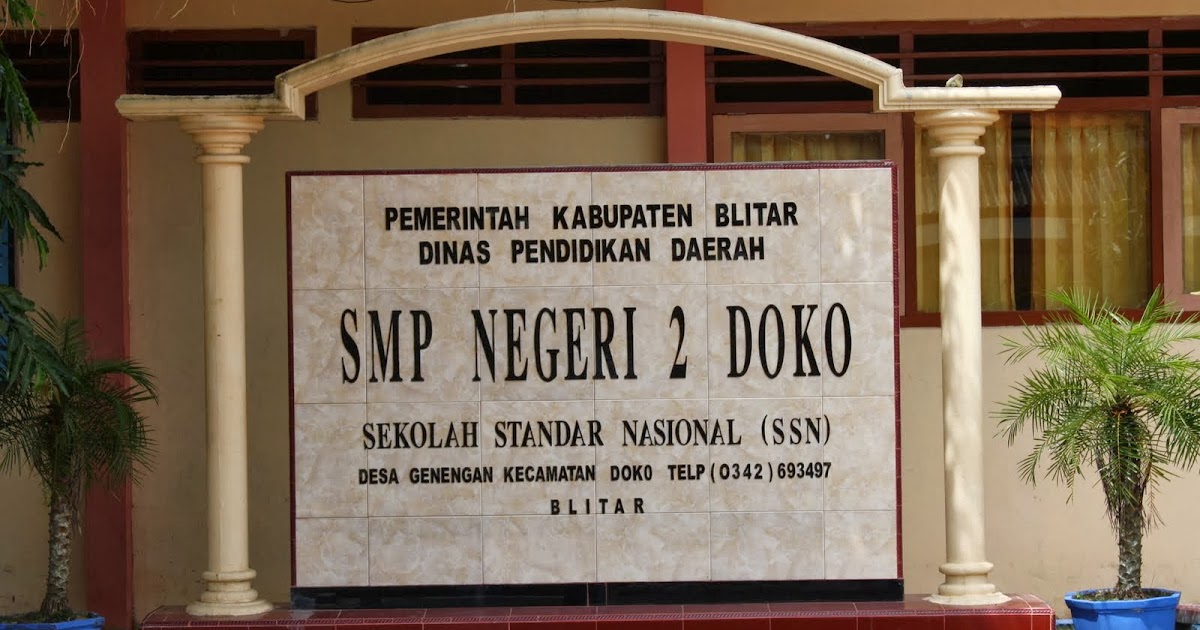 PEMERINTAH KABUPATEN BLITAR
DINAS PENDIDIKAN DAERAH
SMP NEGERI 2 DOKO
SEKOLAH STANDAR NASIONAL (SSN)
DESA GENENGAN KECAMATAN DOKO TELP (0342) 693497
BLITAR